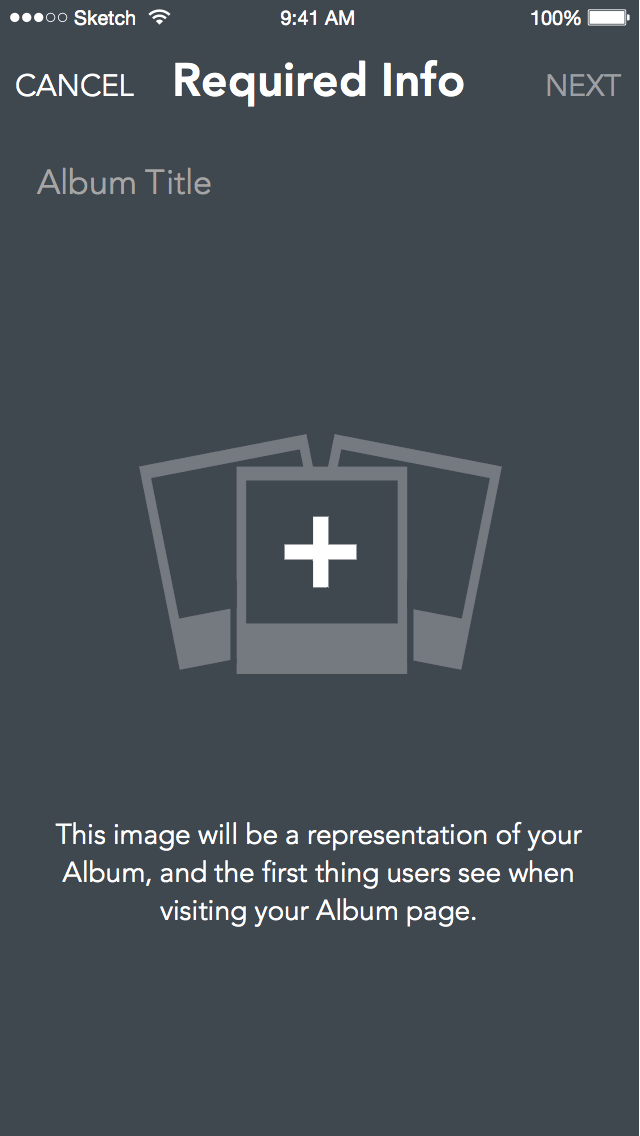 Sketch 9:41 AM 100%
CANCEL Required Info NEXT
Album Title
This image will be a representation of your
Album, and the first thing users see when
visiting your Album page.